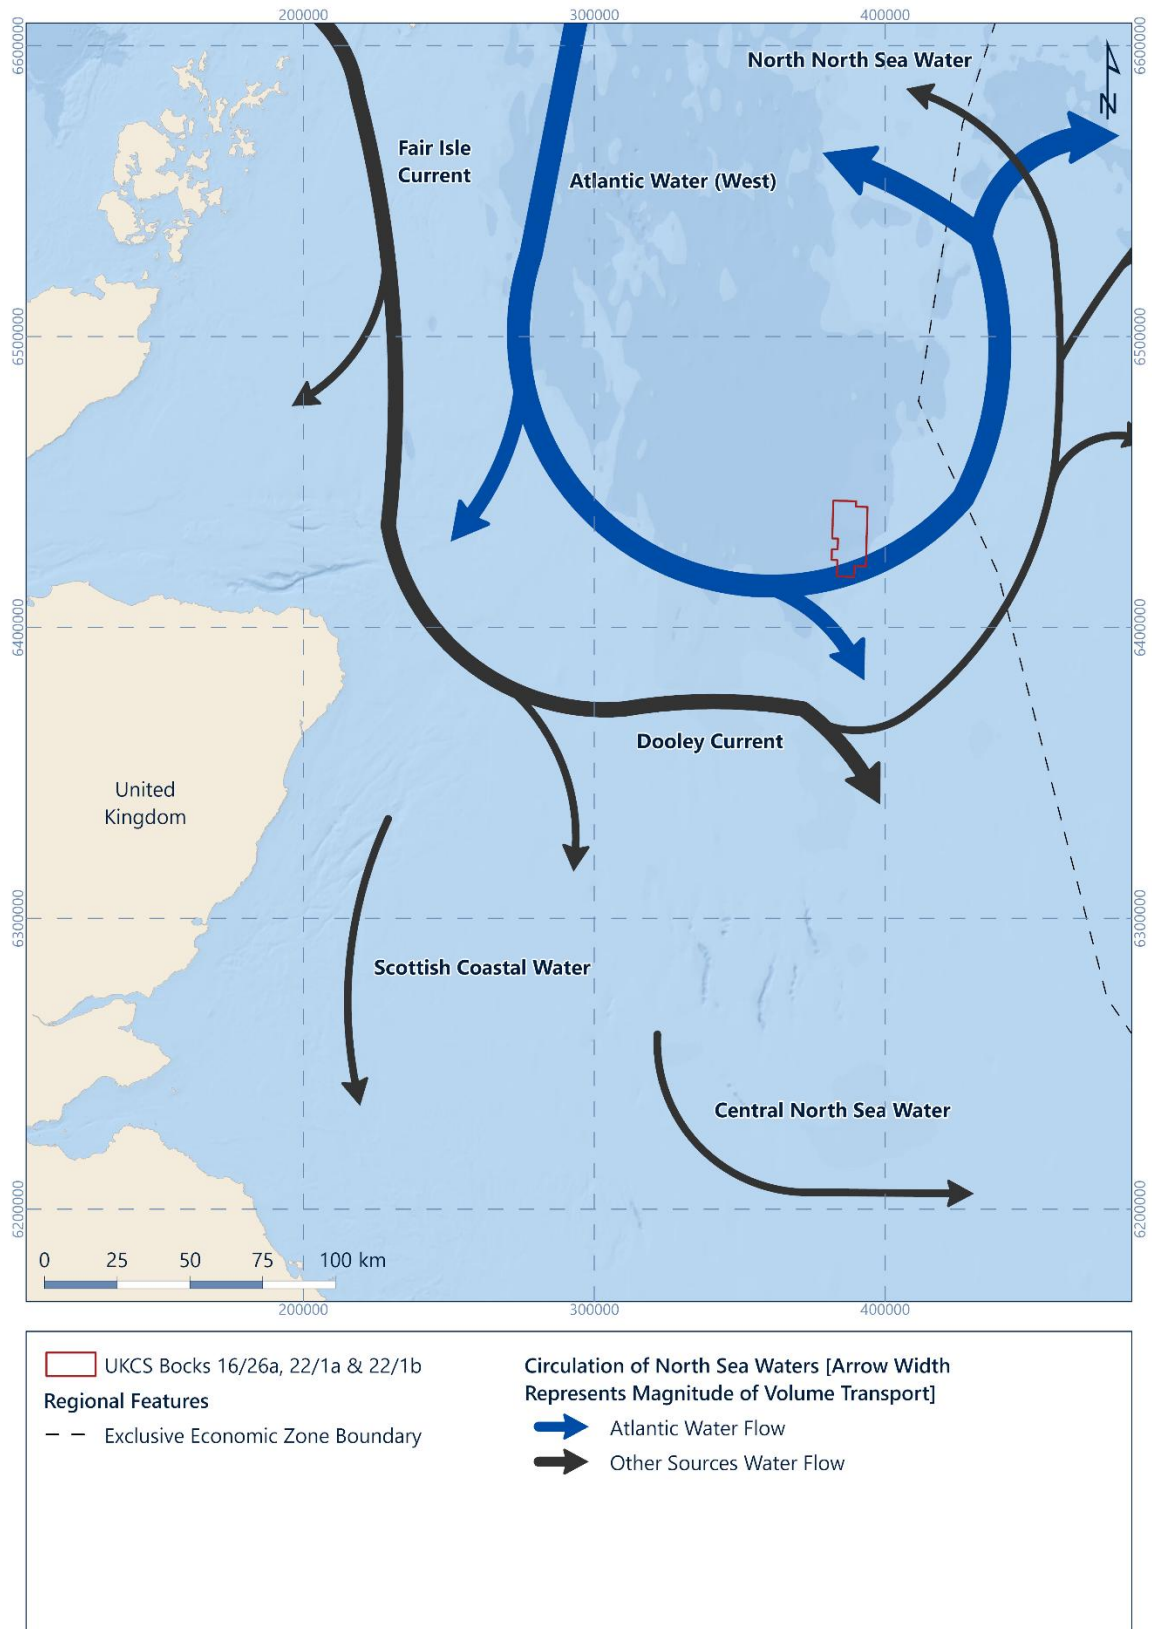 200000
300000
400000
6600000
6600000
North North Sea Water
N
Fair Isle
Current
Atlantic Water (West)
6500000
6500000
6400000
6400000
Dooley Current
United
Kingdom
6300000
6300000
Scottish Coastal Water
Central North Sea Water
6200000
6200000
0 25 50 75 100 km
200000
300000
400000
UKCS Bocks 16/26a, 22/1a & 22/1b
Regional Features
Exclusive Economic Zone Boundary
Circulation of North Sea Waters [Arrow Width
Represents Magnitude of Volume Transport]
Atlantic Water Flow
Other Sources Water Flow